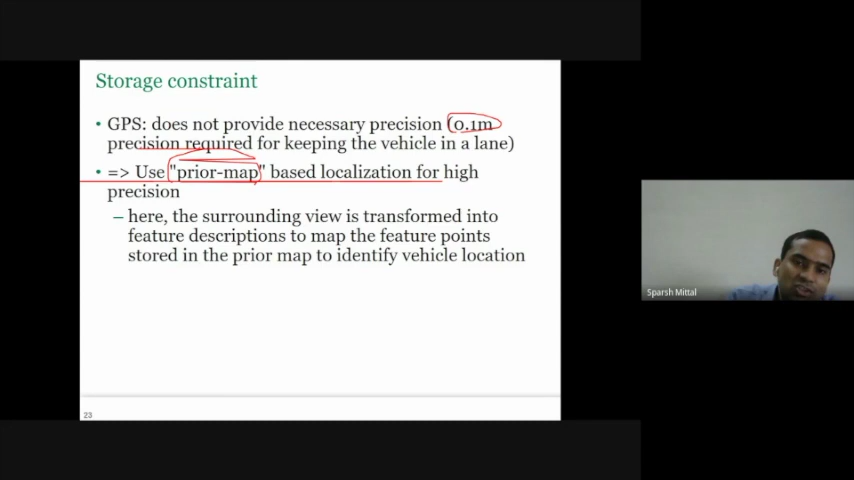 Storage constraint
• GPS: does not provide necessary precision (0.1m
precision required for keeping the vehicle in a lane)
• => Use "prior-map" based localization for high
precision
– here, the surrounding view is transformed into
feature descriptions to map the feature points
stored in the prior map to identify vehicle location
23
Sparsh Mittal